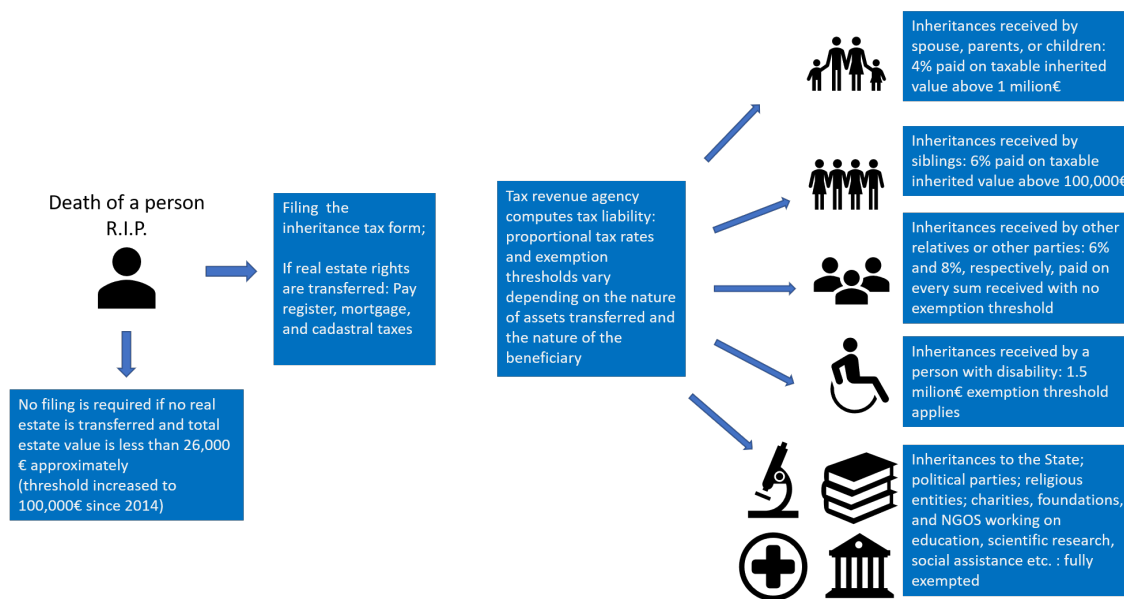 Death of a person
R.I.P.
No filing is required if no real
estate is transferred and total
estate value is less than 26,000
€ approximately
(threshold increased to
100,000€ since 2014)
Filing the
inheritance tax form;
If real estate rights
are transferred: Pay
register, mortgage,
and cadastral taxes
Tax revenue agency
computes tax liability:
proportional tax rates
and exemption
thresholds vary
depending on the nature
of assets transferred and
the nature of the
beneficiary
Inheritances received by
spouse, parents, or children:
4% paid on taxable inherited
value above 1 milion€
Inheritances received by
siblings: 6% paid on taxable
inherited value above 100,000€
Inheritances received by other
relatives or other parties: 6%
and 8%, respectively, paid on
every sum received with no
exemption threshold
Inheritances received by a
person with disability: 1.5
milion€ exemption threshold
applies
Inheritances to the State;
political parties; religious
entities; charities, foundations,
and NGOS working on
education, scientific research,
social assistance etc. : fully
exempted